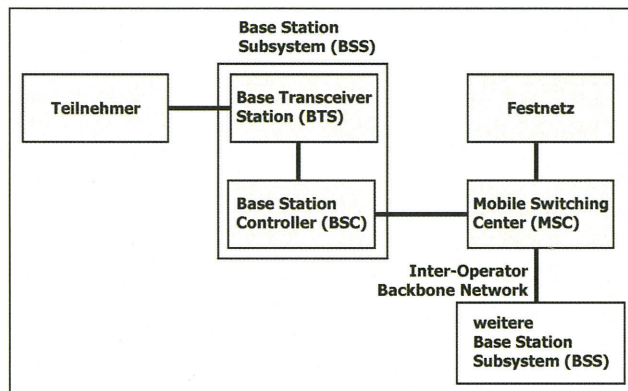 Base Station
Subsystem (BSS)
Teilnehmer
Base Transceiver
Station (BTS)
Festnetz
Base Station
Controller (BSC)
Mobile Switching
Center (MSC)
Inter-Operator
Backbone Network
weitere
Base Station
Subsystem (BSS)